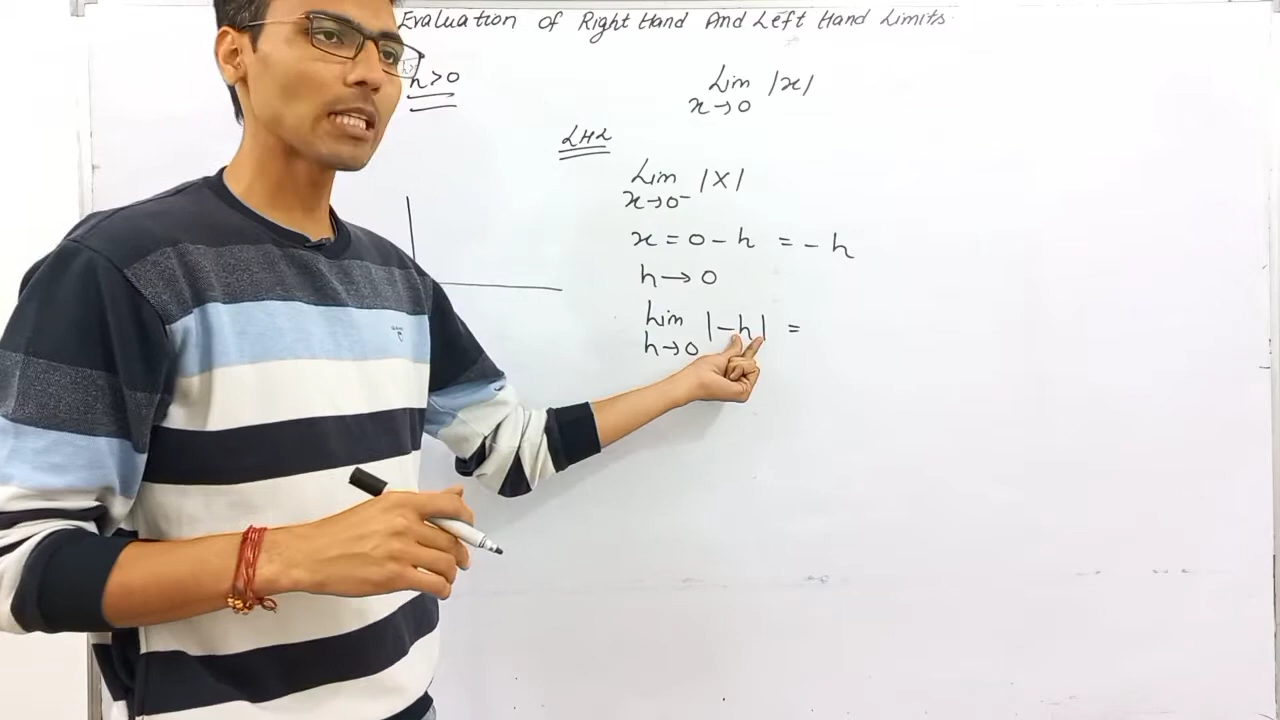 Evaluation of Right Hand And Left Hand Limits.
h>0
Lim |x|
x→0
LHL
Lim |x|
x→0⁻
x = 0 - h = - h
h → 0
Lim |-h| =
h→0